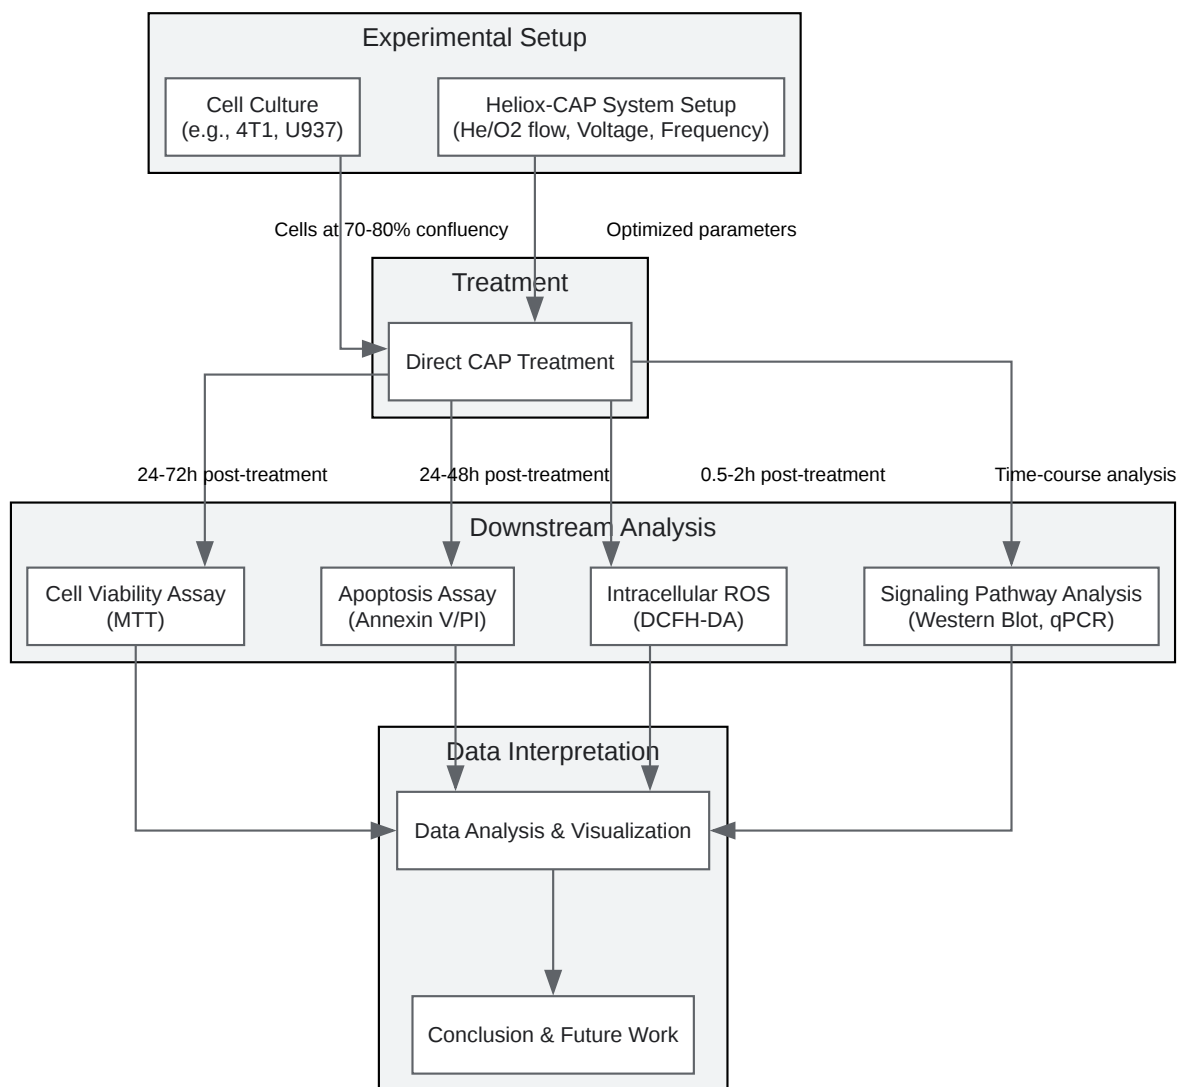 Experimental Setup
Cell Culture
(e.g., 4T1, U937)
Heliox-CAP System Setup
(He/O2 flow, Voltage, Frequency)
Cells at 70-80% confluency
Optimized parameters
Treatment
Direct CAP Treatment
24-72h post-treatment
24-48h post-treatment
0.5-2h post-treatment
Time-course analysis
Downstream Analysis
Cell Viability Assay
(MTT)
Apoptosis Assay
(Annexin V/PI)
Intracellular ROS
(DCFH-DA)
Signaling Pathway Analysis
(Western Blot, qPCR)
Data Interpretation
Data Analysis & Visualization
Conclusion & Future Work